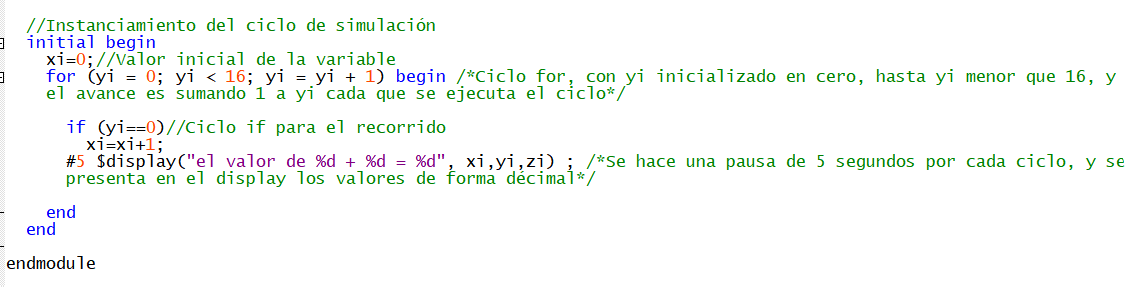 //Instanciamiento del ciclo de simulación
initial begin
xi=0;//Valor inicial de la variable
for (yi = 0; yi < 16; yi = yi + 1) begin /*Ciclo for, con yi inicializado en cero, hasta yi menor que 16, y
el avance es sumando 1 a yi cada que se ejecuta el ciclo*/
if (yi==0)//Ciclo if para el recorrido
xi=xi+1;
#5 $display("el valor de %d + %d = %d", xi,yi,zi) ; /*Se hace una pausa de 5 segundos por cada ciclo, y se
presenta en el display los valores de forma décimal*/
end
end
endmodule